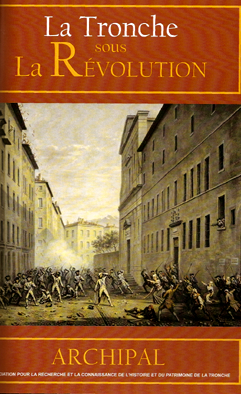 La Tronche
sous
La Révolution
ARCHIPAL
POUR LA RECHERCHE ET LA CONNAISSANCE DE L'HISTOIRE ET DU PATRIMOINE DE LA TRONCHE